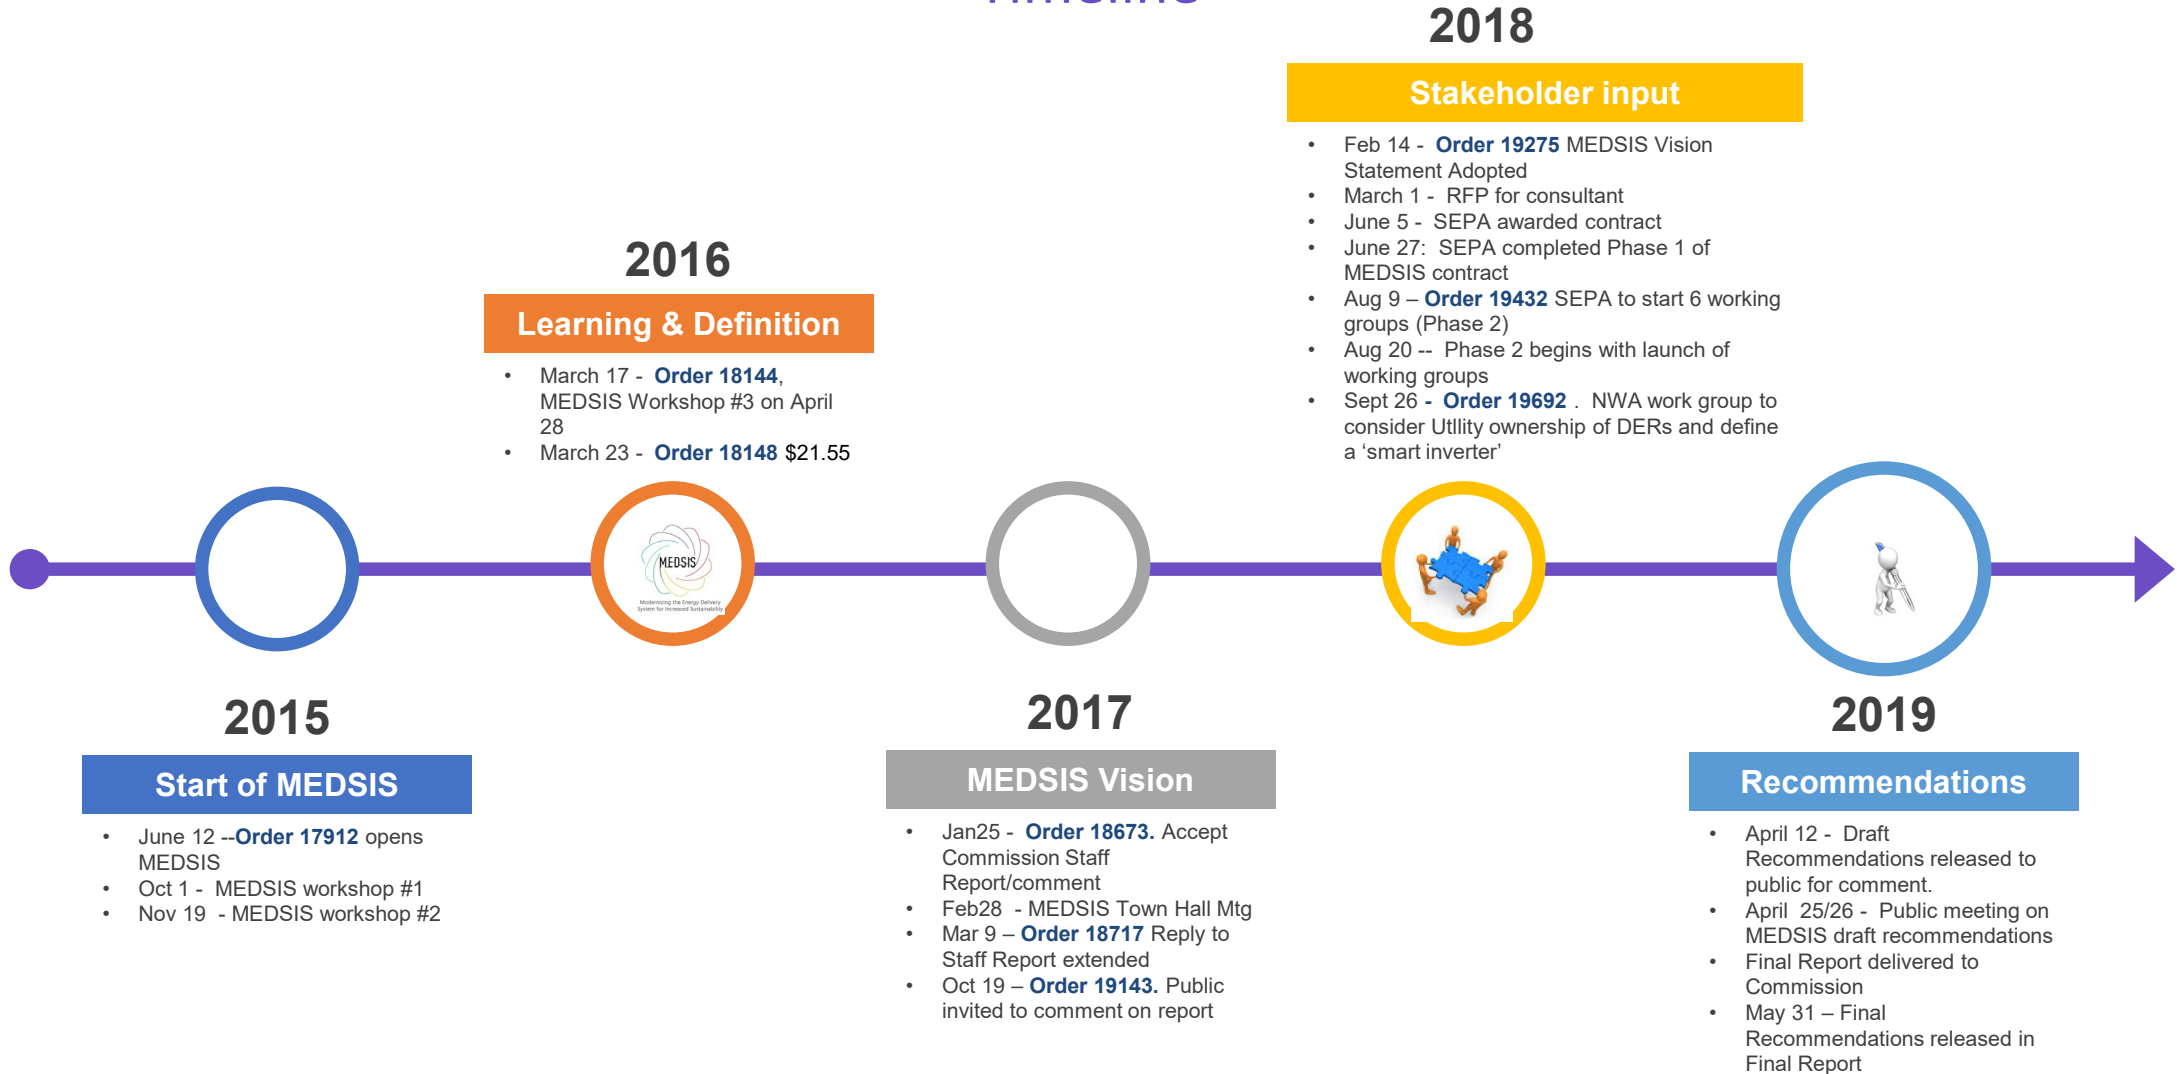 Timeline
2018
Stakeholder input
• Feb 14 - Order 19275 MEDSIS Vision
Statement Adopted
• March 1 - RFP for consultant
• June 5 - SEPA awarded contract
• June 27: SEPA completed Phase 1 of
MEDSIS contract
• Aug 9 – Order 19432 SEPA to start 6 working
groups (Phase 2)
• Aug 20 -- Phase 2 begins with launch of
working groups
• Sept 26 - Order 19692 . NWA work group to
consider Utllity ownership of DERs and define
a ‘smart inverter’
2016
Learning & Definition
• March 17 - Order 18144,
MEDSIS Workshop #3 on April
28
• March 23 - Order 18148 $21.55
MEDSIS
Modernizing the Energy Delivery
System for Increased Sustainability
2015
Start of MEDSIS
• June 12 --Order 17912 opens
MEDSIS
• Oct 1 - MEDSIS workshop #1
• Nov 19 - MEDSIS workshop #2
2017
MEDSIS Vision
• Jan25 - Order 18673. Accept
Commission Staff
Report/comment
• Feb28 - MEDSIS Town Hall Mtg
• Mar 9 – Order 18717 Reply to
Staff Report extended
• Oct 19 – Order 19143. Public
invited to comment on report
2019
Recommendations
• April 12 - Draft
Recommendations released to
public for comment.
• April 25/26 - Public meeting on
MEDSIS draft recommendations
• Final Report delivered to
Commission
• May 31 – Final
Recommendations released in
Final Report